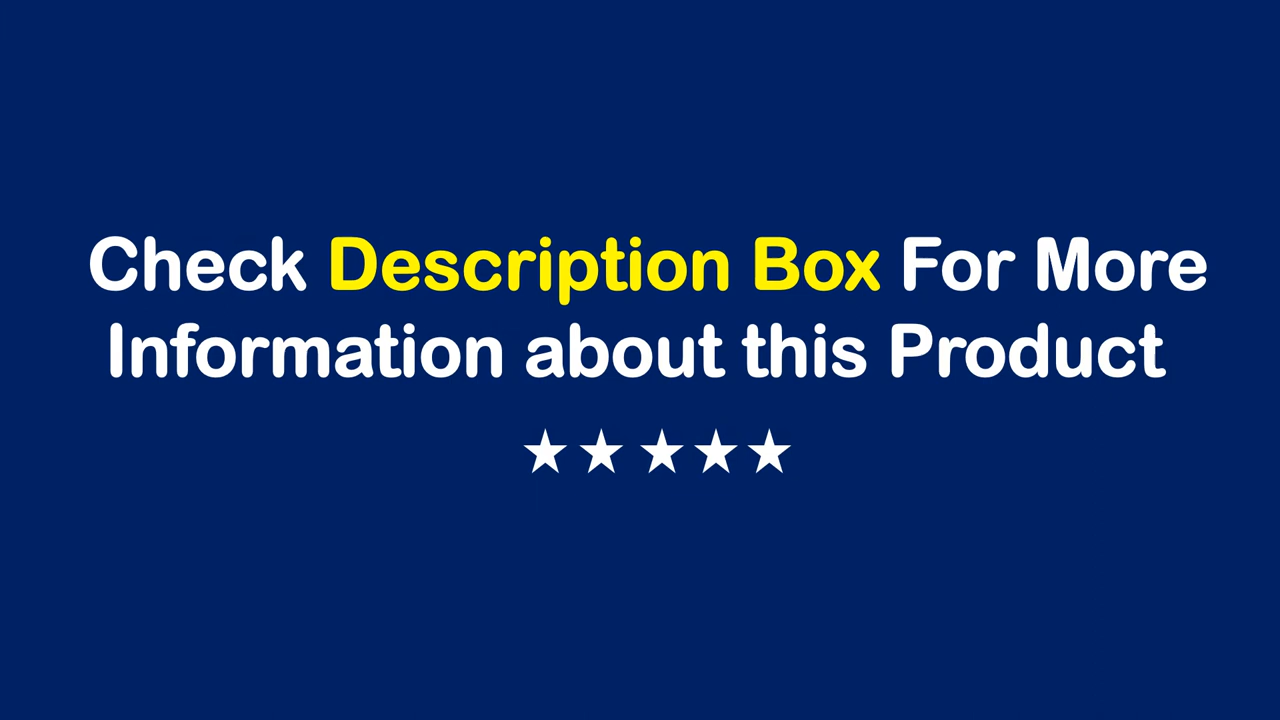 Check Description Box For More
Information about this Product
★★★★★